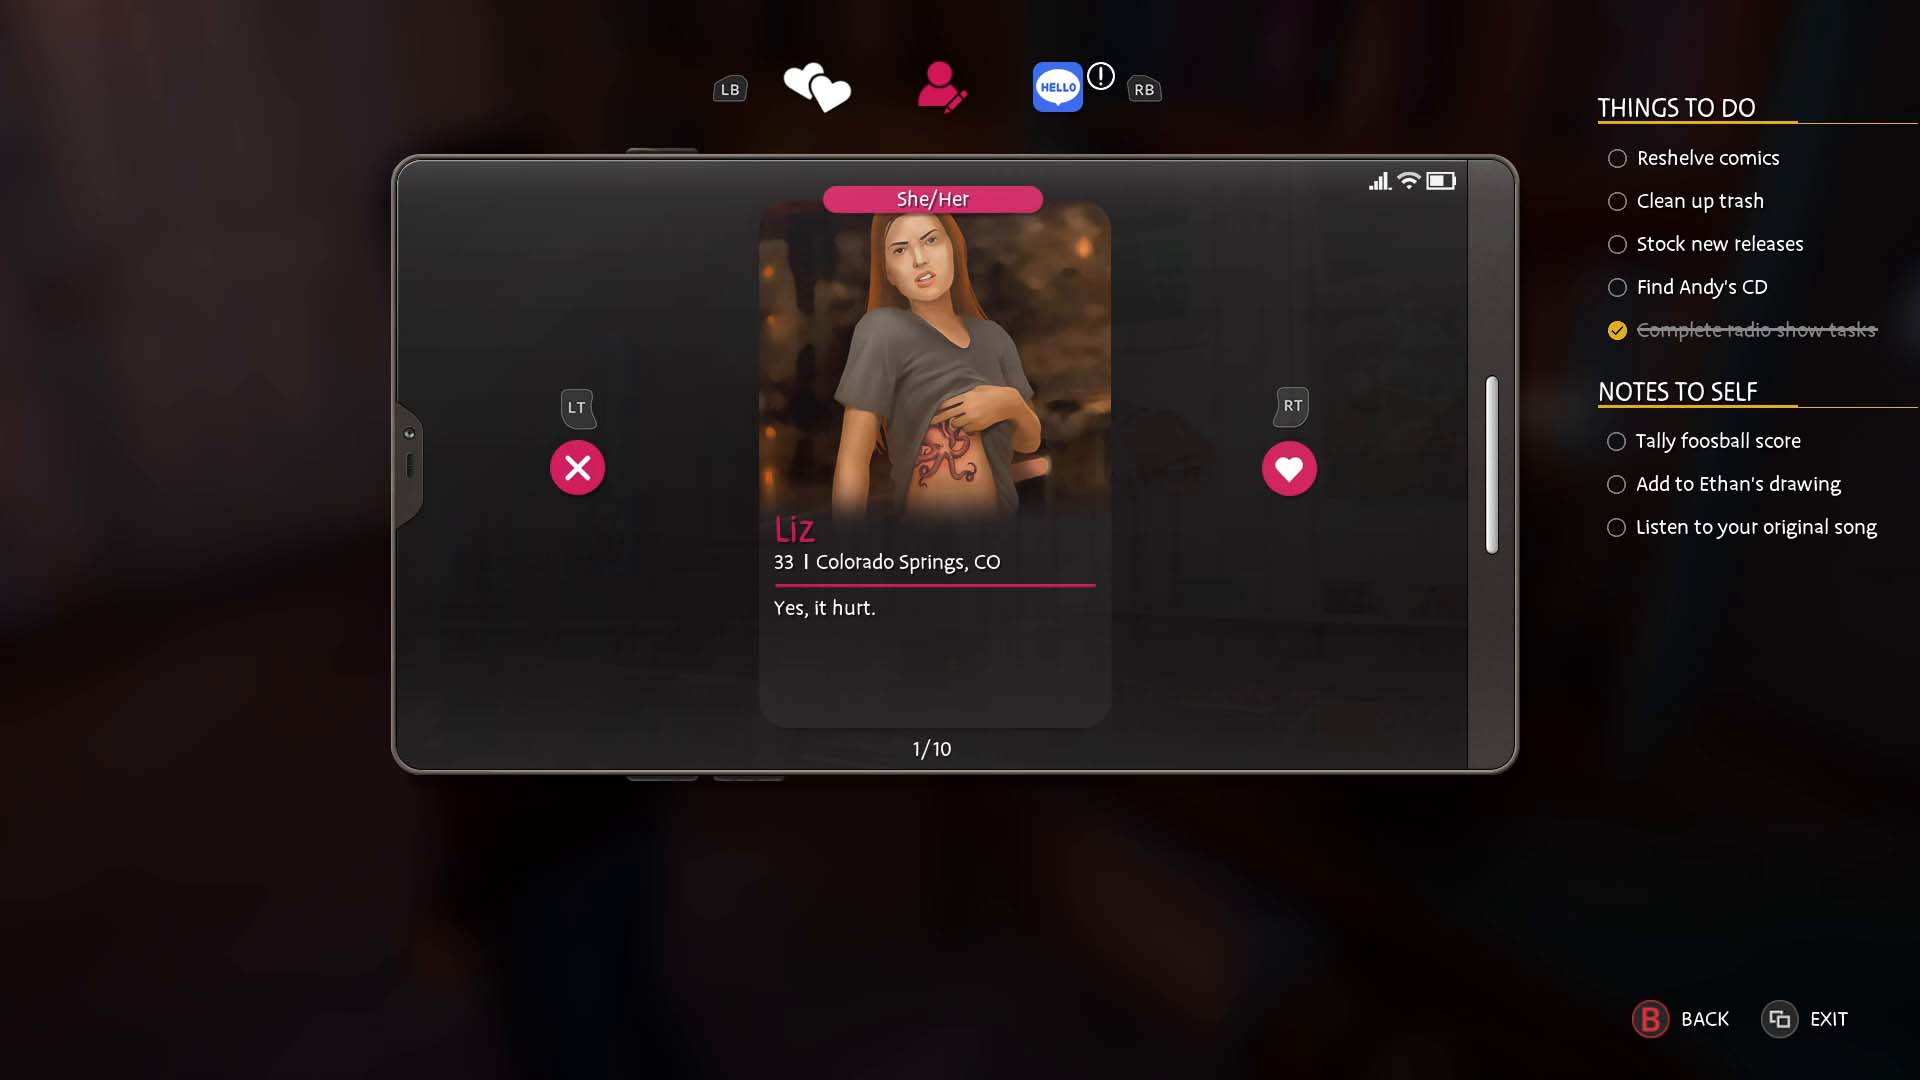 LB
HELLO
!
RB
THINGS TO DO
Reshelve comics
Clean up trash
Stock new releases
Find Andy's CD
Complete radio show tasks
NOTES TO SELF
Tally foosball score
Add to Ethan's drawing
Listen to your original song
She/Her
LT
RT
Liz
33 | Colorado Springs, CO
Yes, it hurt.
1/10
B BACK
EXIT